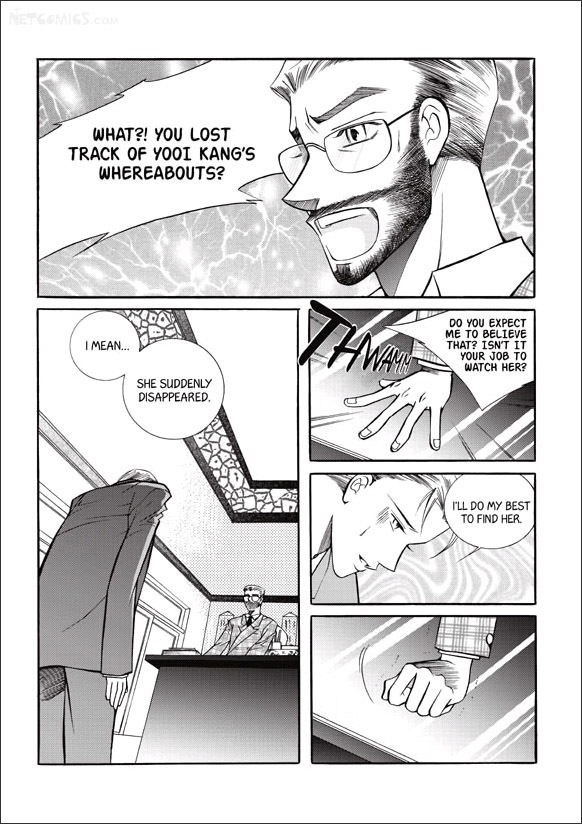 NETCOMICS.COM
WHAT?! YOU LOST
TRACK OF YOOI KANG'S
WHEREABOUTS?
I MEAN...
SHE SUDDENLY
DISAPPEARED.
THWAMM
DO YOU EXPECT
ME TO BELIEVE
THAT? ISN'T IT
YOUR JOB TO
WATCH HER?
I'LL DO MY BEST
TO FIND HER.